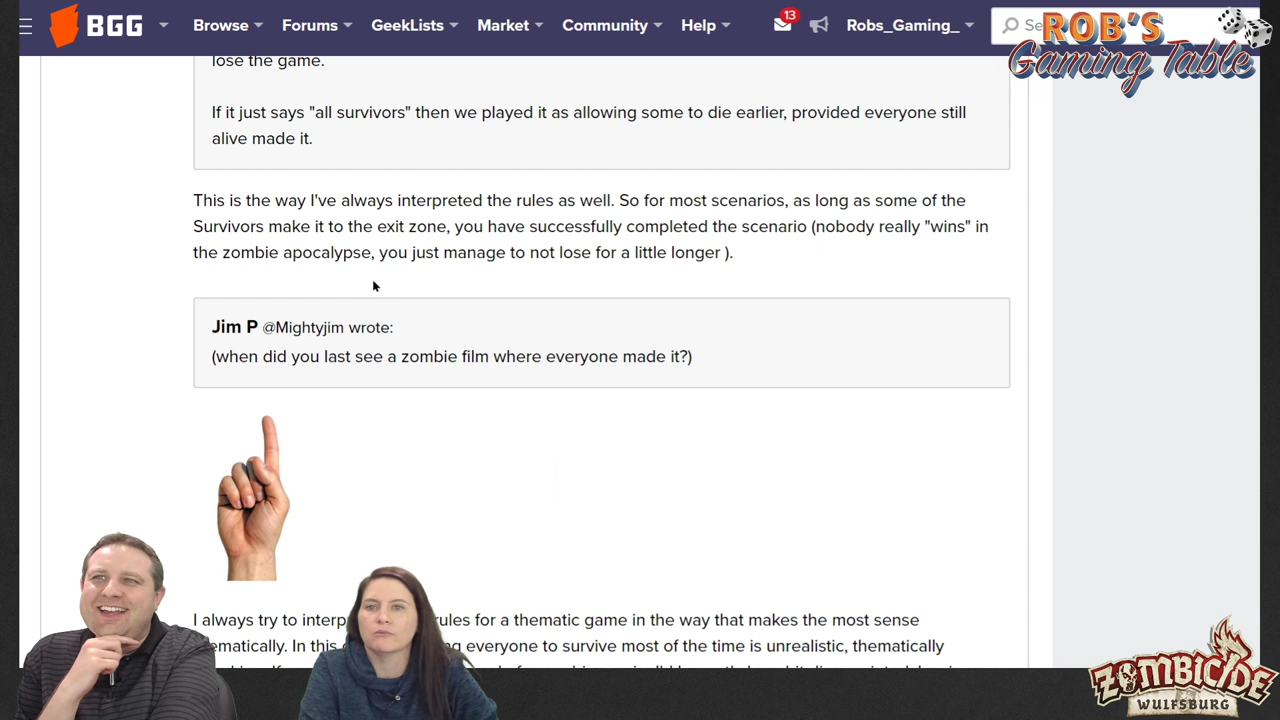 BGG Browse Forums GeekLists Market Community Help 13 Robs_Gaming_
ROB'S
Gaming Table
lose the game.
If it just says "all survivors" then we played it as allowing some to die earlier, provided everyone still
alive made it.
This is the way I've always interpreted the rules as well. So for most scenarios, as long as some of the
Survivors make it to the exit zone, you have successfully completed the scenario (nobody really "wins" in
the zombie apocalypse, you just manage to not lose for a little longer ).
Jim P @Mightyjim wrote:
(when did you last see a zombie film where everyone made it?)
I always try to interp rules for a thematic game in the way that makes the most sense
ematically. In this everyone to survive most of the time is unrealistic, thematically
ZOMBICIDE
WULFSBURG